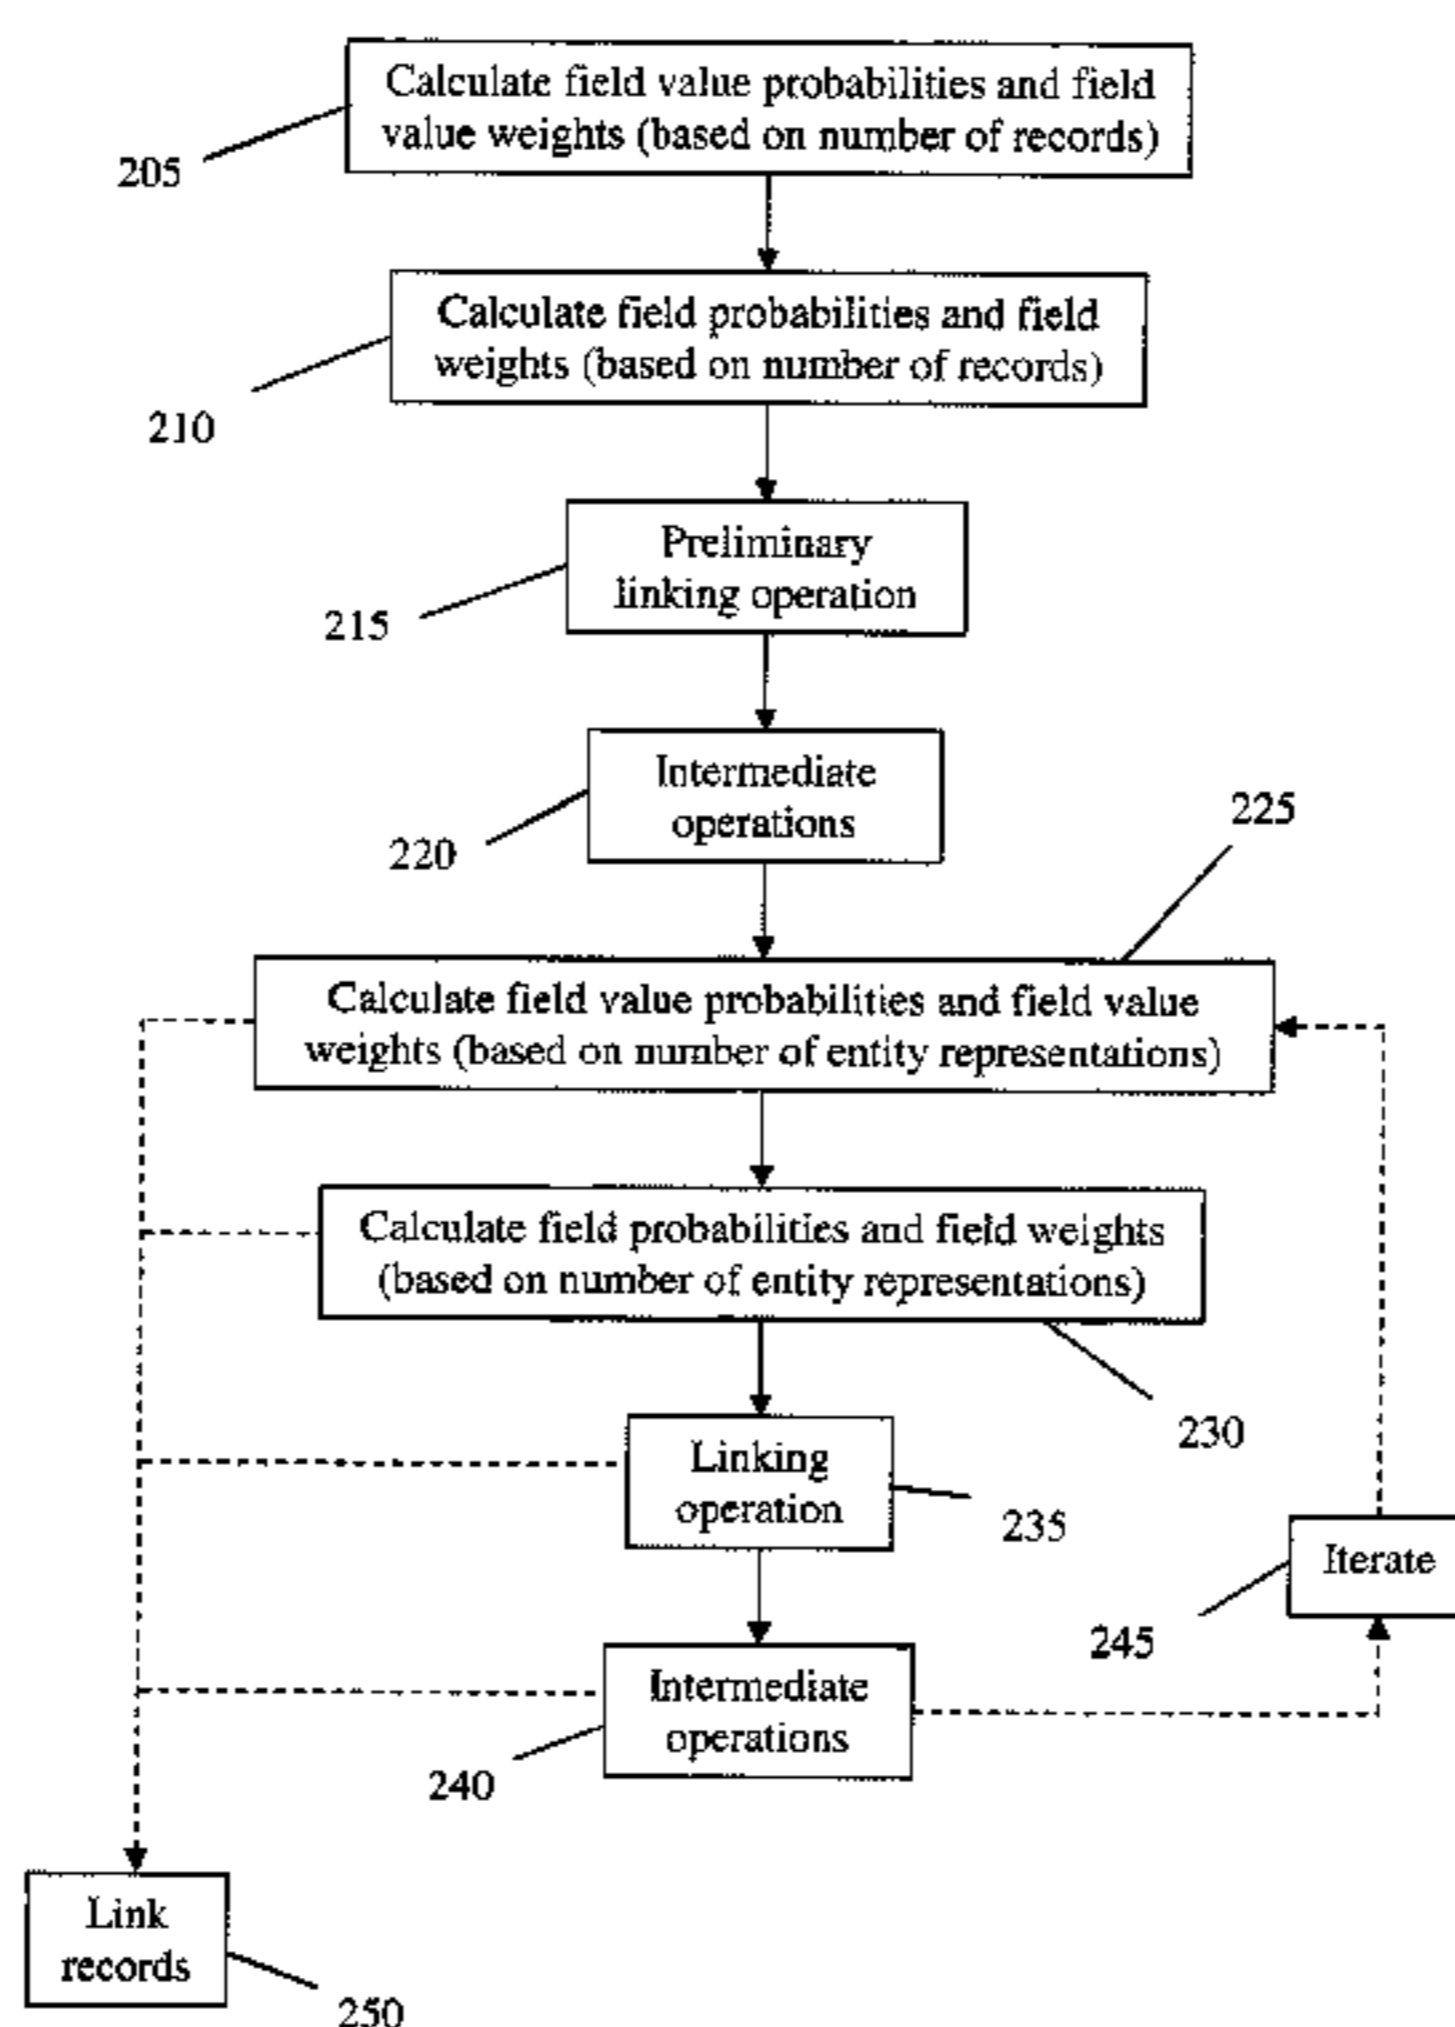 Calculate field value probabilities and field
value weights (based on number of records)
205
Calculate field probabilities and field
weights (based on number of records)
210
Preliminary
linking operation
215
Intermediate
operations
220
225
Calculate field value probabilities and field value
weights (based on number of entity representations)
Calculate field probabilities and field weights
(based on number of entity representations)
230
Linking
operation
235
Iterate
245
Intermediate
operations
240
Link
records
250